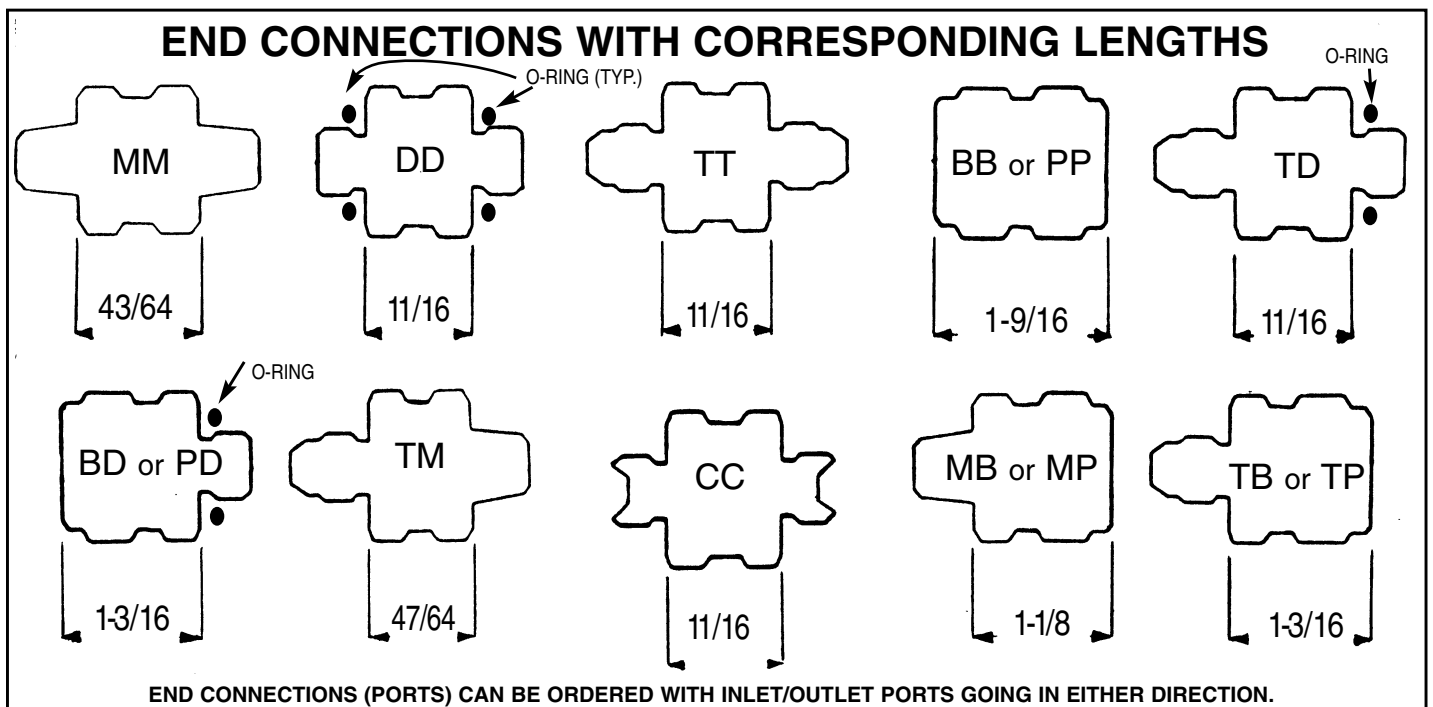 END CONNECTIONS WITH CORRESPONDING LENGTHS
O-RING (TYP.)
O-RING
MM
DD
TT
BB or PP
TD
43/64
11/16
11/16
1-9/16
11/16
O-RING
BD or PD
TM
CC
MB or MP
TB or TP
1-3/16
47/64
11/16
1-1/8
1-3/16
END CONNECTIONS (PORTS) CAN BE ORDERED WITH INLET/OUTLET PORTS GOING IN EITHER DIRECTION.